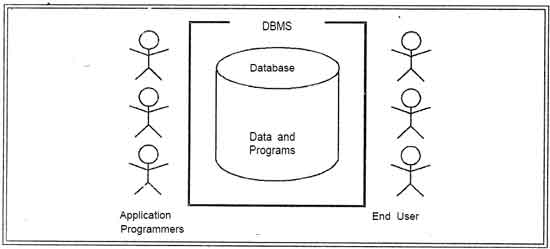 DBMS
Database
Data and
Programs
Application
Programmers
End User